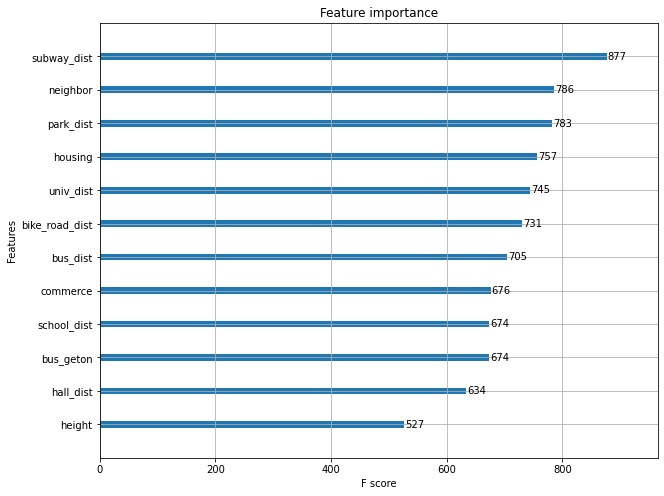 Feature importance
Features
subway_dist 877
neighbor 786
park_dist 783
housing 757
univ_dist 745
bike_road_dist 731
bus_dist 705
commerce 676
school_dist 674
bus_geton 674
hall_dist 634
height 527
0 200 400 600 800
F score